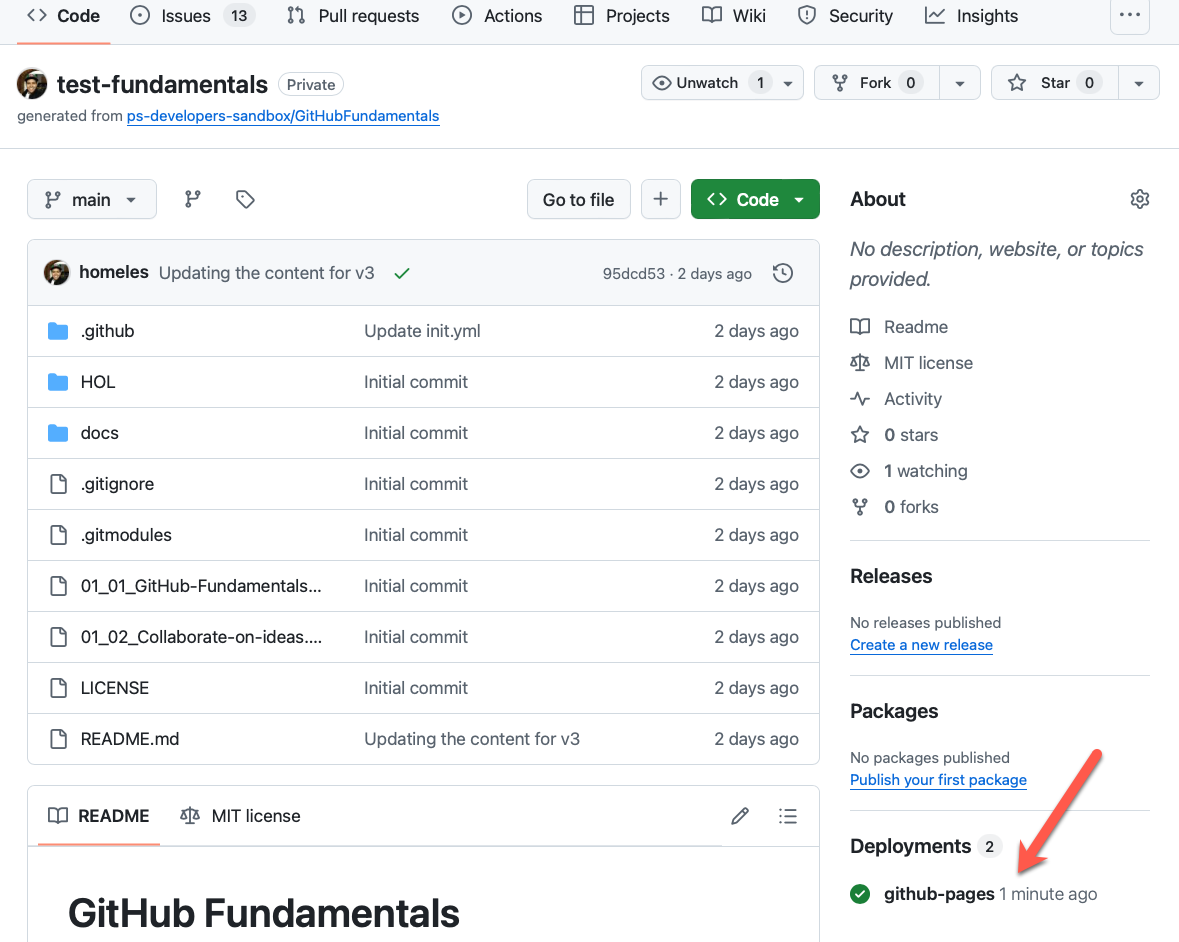 Code Issues 13 Pull requests Actions Projects Wiki Security Insights
test-fundamentals Private
Unwatch 1 Fork 0 Star 0
generated from ps-developers-sandbox/GitHubFundamentals
main Go to file Code
homeles Updating the content for v3 95dcd53 · 2 days ago
.github Update init.yml 2 days ago
HOL Initial commit 2 days ago
docs Initial commit 2 days ago
.gitignore Initial commit 2 days ago
.gitmodules Initial commit 2 days ago
01_01_GitHub-Fundamentals... Initial commit 2 days ago
01_02_Collaborate-on-ideas.... Initial commit 2 days ago
LICENSE Initial commit 2 days ago
README.md Updating the content for v3 2 days ago
README MIT license
GitHub Fundamentals
About
No description, website, or topics
provided.
Readme
MIT license
Activity
0 stars
1 watching
0 forks
Releases
No releases published
Create a new release
Packages
No packages published
Publish your first package
Deployments 2
github-pages 1 minute ago